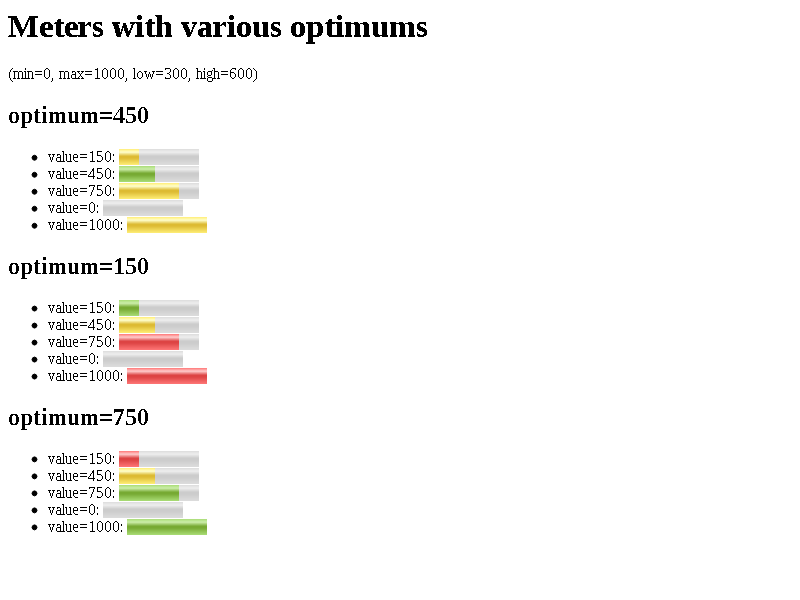 Meters with various optimums
(min=0, max=1000, low=300, high=600)
optimum=450
value=150:
value=450:
value=750:
value=0:
value=1000:
optimum=150
value=150:
value=450:
value=750:
value=0:
value=1000:
optimum=750
value=150:
value=450:
value=750:
value=0:
value=1000: